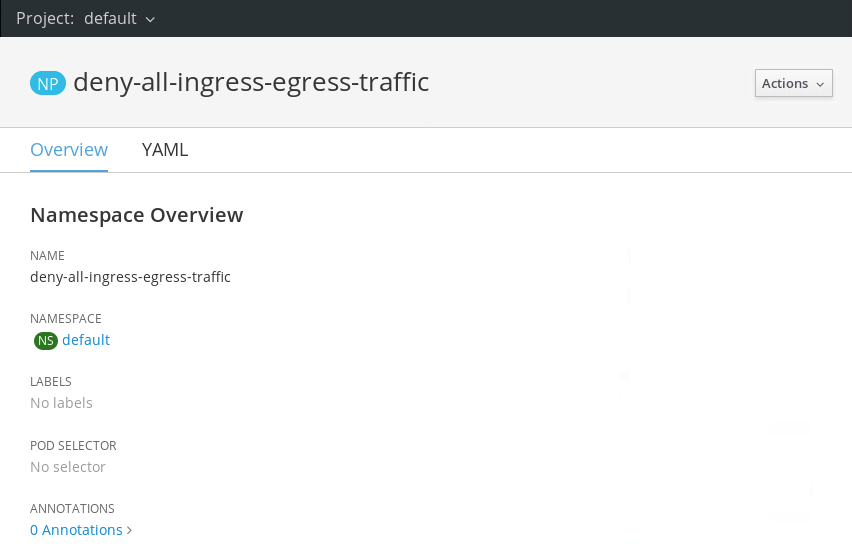 Project: default
NP deny-all-ingress-egress-traffic
Actions
Overview YAML
Namespace Overview
NAME
deny-all-ingress-egress-traffic
NAMESPACE
NS default
LABELS
No labels
POD SELECTOR
No selector
ANNOTATIONS
0 Annotations